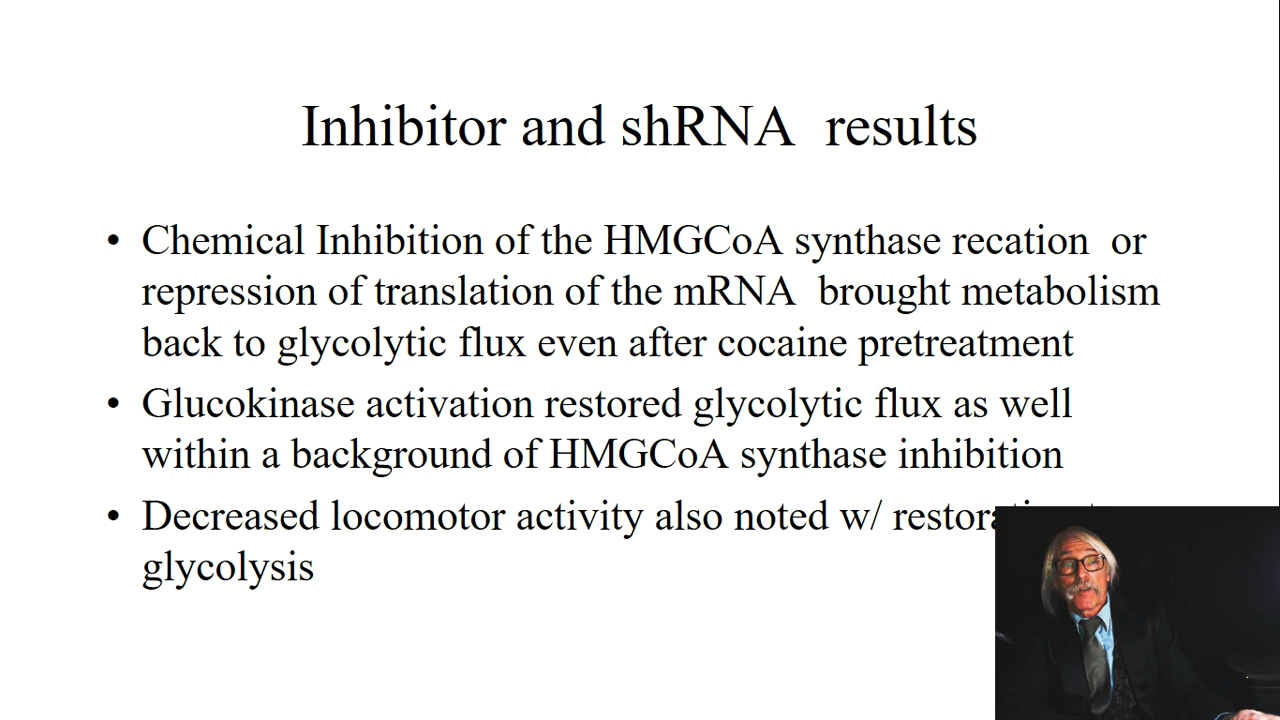 Inhibitor and shRNA results
• Chemical Inhibition of the HMGCoA synthase recation or
repression of translation of the mRNA brought metabolism
back to glycolytic flux even after cocaine pretreatment
• Glucokinase activation restored glycolytic flux as well
within a background of HMGCoA synthase inhibition
• Decreased locomotor activity also noted w/
glycolysis